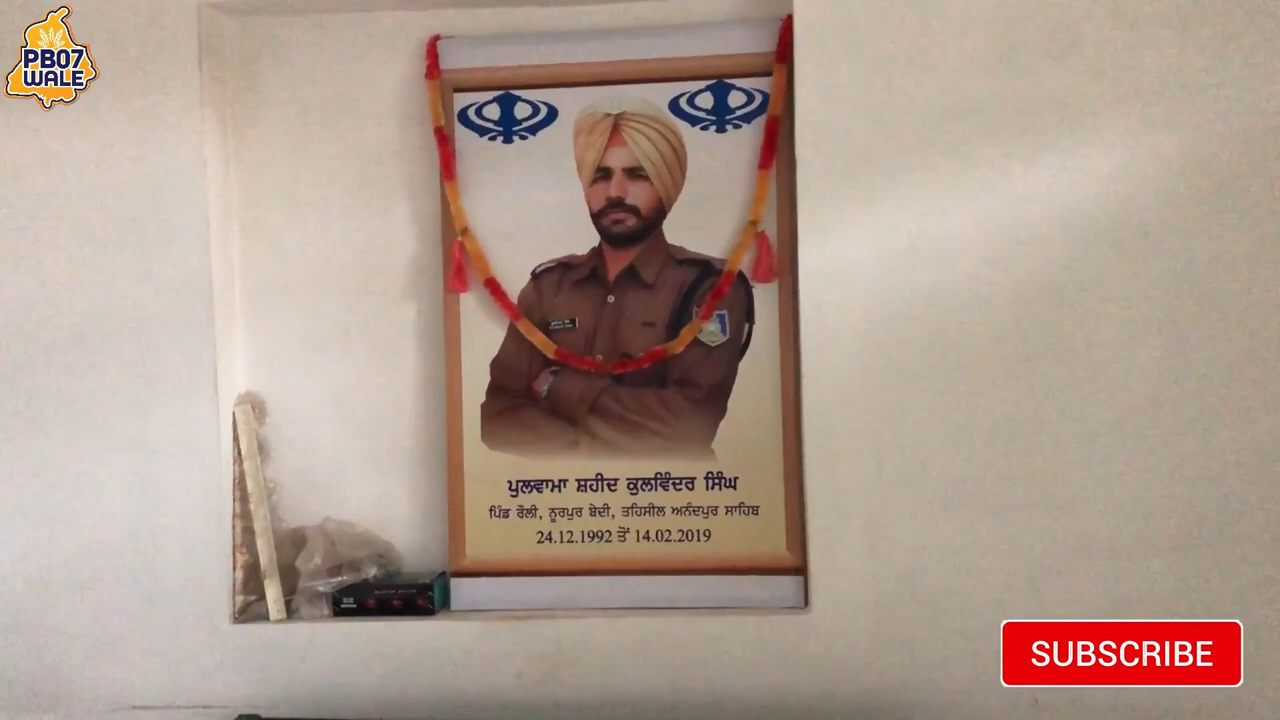 PB07
WALE
ਪੁਲਵਾਮਾ ਸ਼ਹੀਦ ਕੁਲਵਿੰਦਰ ਸਿੰਘ
ਪਿੰਡ ਰੌਲੀ, ਨੂਰਪੁਰ ਬੇਦੀ, ਤਹਿਸੀਲ ਅਨੰਦਪੁਰ ਸਾਹਿਬ
24.12.1992 ਤੋਂ 14.02.2019
SUBSCRIBE